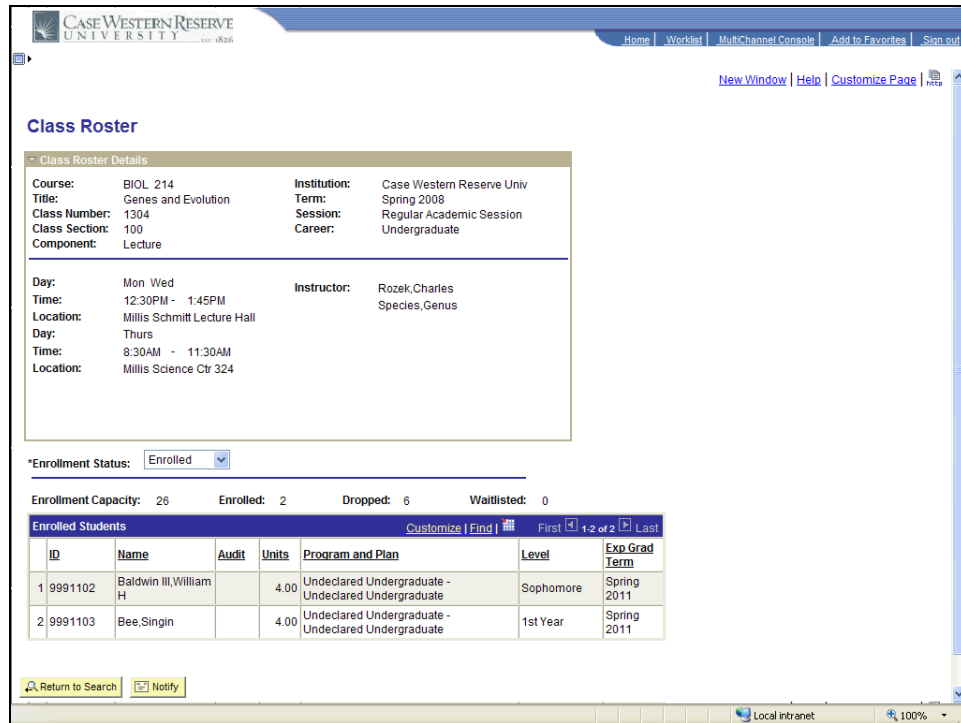 CASE WESTERN RESERVE
UNIVERSITY EST. 1826
Home | Worklist | MultiChannel Console | Add to Favorites | Sign out
New Window | Help | Customize Page | http
Class Roster
Class Roster Details
Course: BIOL 214 Institution: Case Western Reserve Univ
Title: Genes and Evolution Term: Spring 2008
Class Number: 1304 Session: Regular Academic Session
Class Section: 100 Career: Undergraduate
Component: Lecture
Day: Mon Wed Instructor: Rozek,Charles
Time: 12:30PM - 1:45PM Species,Genus
Location: Millis Schmitt Lecture Hall
Day: Thurs
Time: 8:30AM - 11:30AM
Location: Millis Science Ctr 324
*Enrollment Status: Enrolled
Enrollment Capacity: 26 Enrolled: 2 Dropped: 6 Waitlisted: 0
Enrolled Students Customize | Find | First 1-2 of 2 Last
ID Name Audit Units Program and Plan Level Exp Grad Term
1 9991102 Baldwin III,William H 4.00 Undeclared Undergraduate - Undeclared Undergraduate Sophomore Spring 2011
2 9991103 Bee,Singin 4.00 Undeclared Undergraduate - Undeclared Undergraduate 1st Year Spring 2011
Return to Search Notify
Local intranet 100%